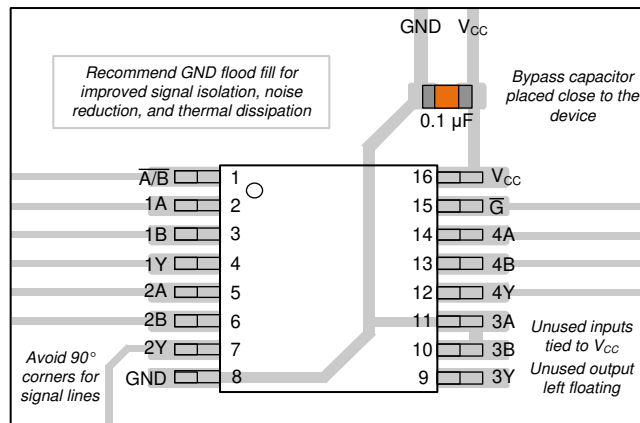 GND VCC
Recommend GND flood fill for
improved signal isolation, noise
reduction, and thermal dissipation
Bypass capacitor
placed close to the
device
0.1 µF
A̅/̅B̅ 1 16 VCC
1A 2 15 G̅
1B 3 14 4A
1Y 4 13 4B
2A 5 12 4Y
2B 6 11 3A
2Y 7 10 3B
GND 8 9 3Y
Unused inputs
tied to VCC
Unused output
left floating
Avoid 90°
corners for
signal lines